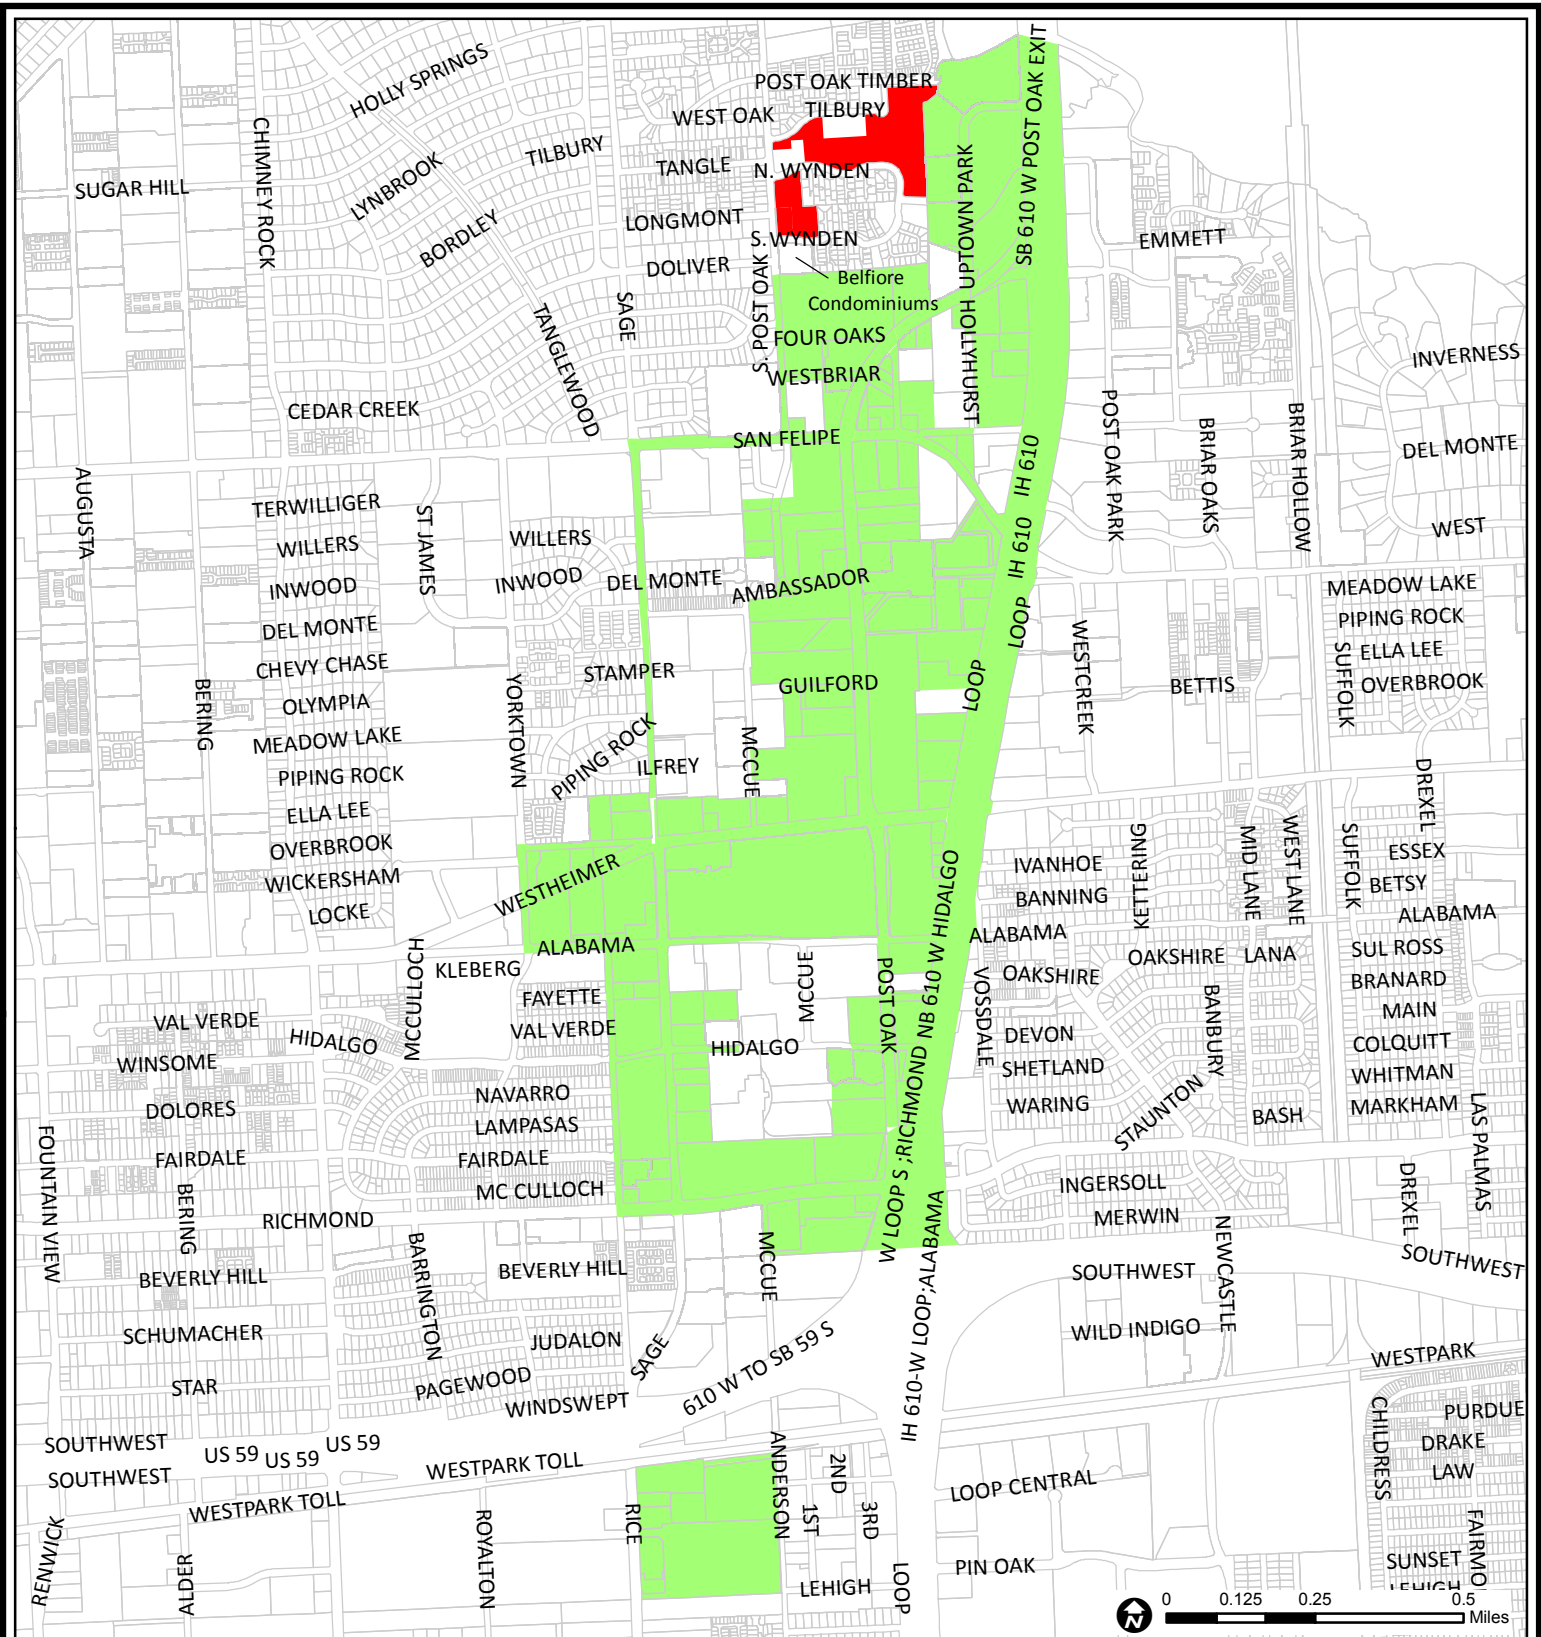 HOLLY SPRINGS
POST OAK TIMBER
TILBURY
WEST OAK
CHIMNEY ROCK
TILBURY
LYNBROOK
TANGLE
N. WYNDEN
SUGAR HILL
UPTOWN PARK
SB 610 W POST OAK EXIT
BORDLEY
LONGMONT
S. WYNDEN
EMMETT
DOLIVER
S. POST OAK
Belfiore
Condominiums
SAGE
TANGLEWOOD
FOUR OAKS
HOLLYHURST
WESTBRIAR
INVERNESS
CEDAR CREEK
SAN FELIPE
POST OAK PARK
BRIAR OAKS
BRIAR HOLLOW
DEL MONTE
AUGUSTA
IH 610
TERWILLIGER
ST JAMES
WILLERS
WILLERS
IH 610
WEST
INWOOD
INWOOD
DEL MONTE
AMBASSADOR
MEADOW LAKE
DEL MONTE
LOOP
WESTCREEK
PIPING ROCK
CHEVY CHASE
STAMPER
SUFFOLK
ELLA LEE
BERING
OLYMPIA
YORKTOWN
GUILFORD
LOOP
BETTIS
OVERBROOK
MEADOW LAKE
PIPING ROCK
MCCUE
PIPING ROCK
ILFREY
DREXEL
ELLA LEE
OVERBROOK
WICKERSHAM
LOCKE
WESTHEIMER
IVANHOE
KETTERING
MID LANE
WEST LANE
SUFFOLK
ESSEX
BANNING
BETSY
ALABAMA
ALABAMA
ALABAMA
NB 610 W HIDALGO
KLEBERG
MCCULLOCH
MCCUE
POST OAK
OAKSHIRE
OAKSHIRE
LANA
SUL ROSS
FAYETTE
VOSSDALE
BANBURY
BRANARD
VAL VERDE
HIDALGO
VAL VERDE
HIDALGO
DEVON
MAIN
WINSOME
SHETLAND
COLQUITT
NAVARRO
WHITMAN
DOLORES
LAMPASAS
WARING
STAUNTON
BASH
MARKHAM
LAS PALMAS
FOUNTAIN VIEW
FAIRDALE
FAIRDALE
W LOOP S ;RICHMOND
BERING
MC CULLOCH
INGERSOLL
DREXEL
RICHMOND
MERWIN
NEWCASTLE
BARRINGTON
MCCUE
IH 610-W LOOP;ALABAMA
BEVERLY HILL
BEVERLY HILL
SOUTHWEST
SOUTHWEST
SCHUMACHER
JUDALON
SAGE
610 W TO SB 59 S
WILD INDIGO
WESTPARK
STAR
PAGEWOOD
WINDSWEPT
CHILDRESS
PURDUE
SOUTHWEST
US 59
US 59
US 59
DRAKE
SOUTHWEST
WESTPARK TOLL
ANDERSON
2ND
LAW
WESTPARK TOLL
LOOP CENTRAL
RENWICK
ROYALTON
RICE
1ST
3RD
FAIRMO
ALDER
LEHIGH
LOOP
PIN OAK
SUNSET
LEHIGH
N
0 0.125 0.25 0.5
Miles